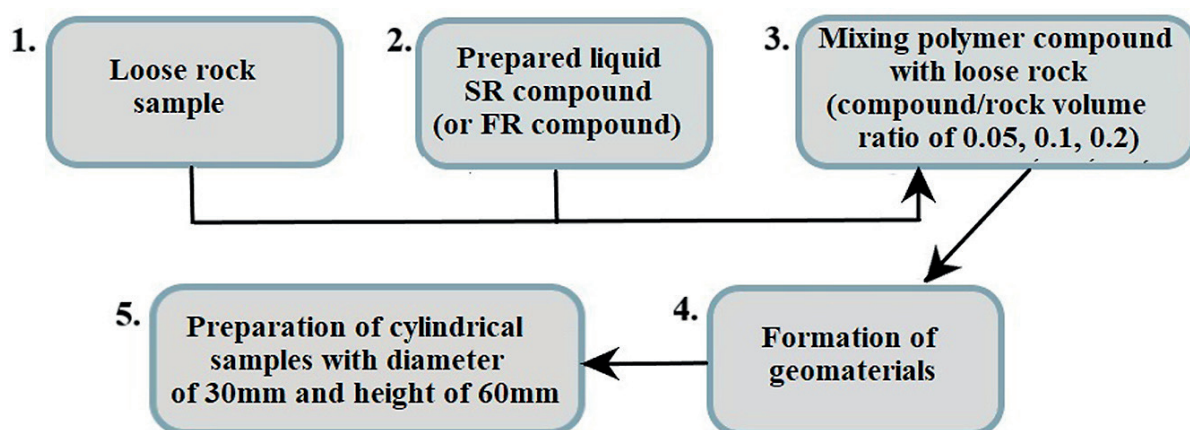 1.
Loose rock
sample
2.
Prepared liquid
SR compound
(or FR compound)
3.
Mixing polymer compound
with loose rock
(compound/rock volume
ratio of 0.05, 0.1, 0.2)
4.
Formation of
geomaterials
5.
Preparation of cylindrical
samples with diameter
of 30mm and height of 60mm